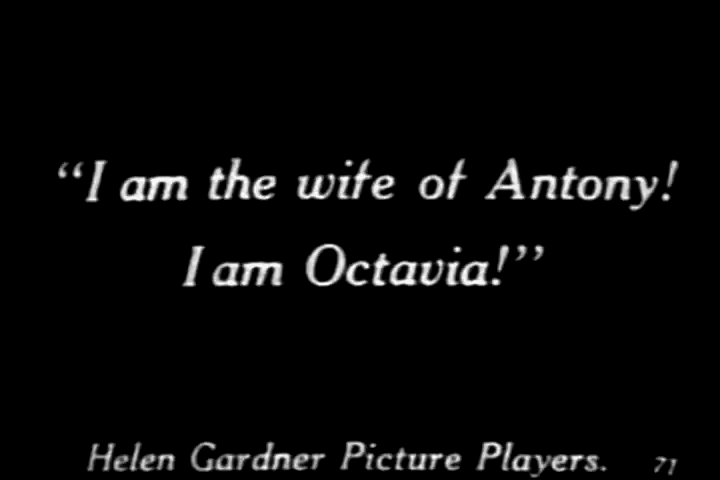 “I am the wife of Antony!
I am Octavia!”
Helen Gardner Picture Players. 71